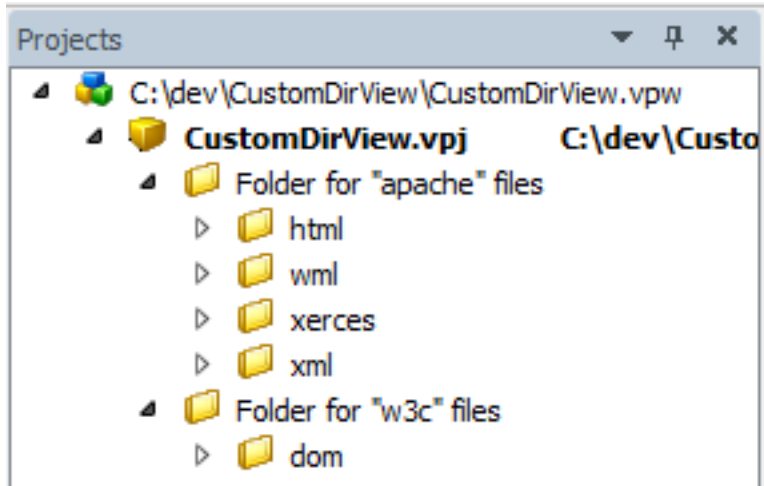 Projects
C:\dev\CustomDirView\CustomDirView.vpw
CustomDirView.vpj C:\dev\Custo
Folder for "apache" files
html
wml
xerces
xml
Folder for "w3c" files
dom